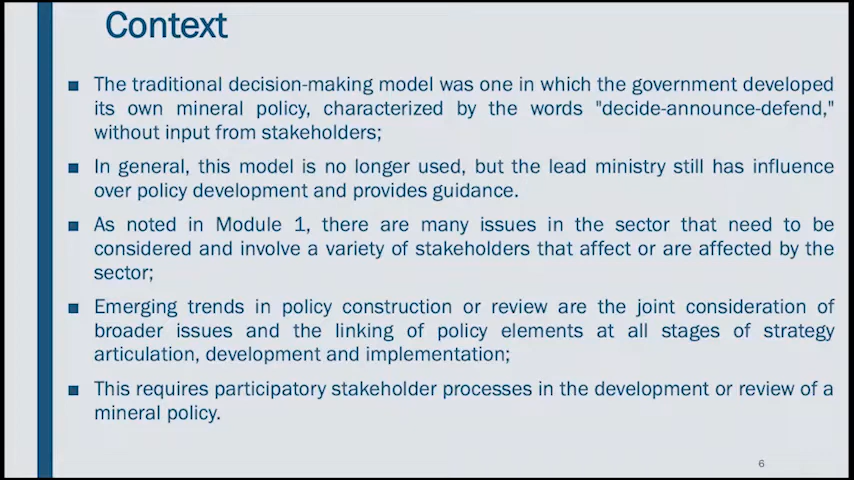 Context
■ The traditional decision-making model was one in which the government developed
its own mineral policy, characterized by the words "decide-announce-defend,"
without input from stakeholders;
■ In general, this model is no longer used, but the lead ministry still has influence
over policy development and provides guidance.
■ As noted in Module 1, there are many issues in the sector that need to be
considered and involve a variety of stakeholders that affect or are affected by the
sector;
■ Emerging trends in policy construction or review are the joint consideration of
broader issues and the linking of policy elements at all stages of strategy
articulation, development and implementation;
■ This requires participatory stakeholder processes in the development or review of a
mineral policy.
6